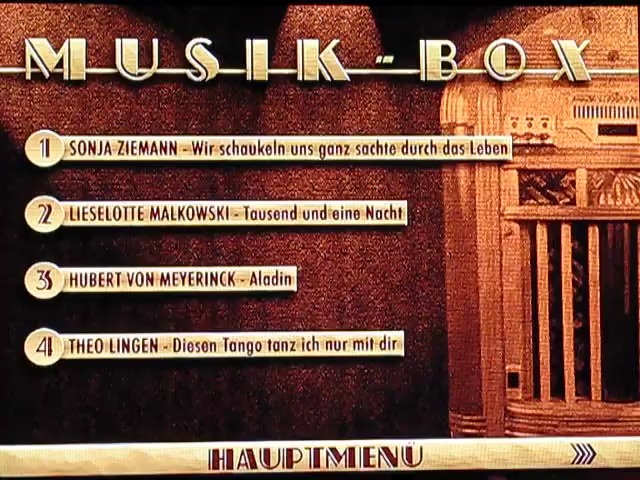 MUSIK-BOX
1 SONJA ZIEMANN - Wir schaukeln uns ganz sachte durch das Leben
2 LIESELOTTE MALKOWSKI - Tausend und eine Nacht
3 HUBERT VON MEYERINCK - Aladin
4 THEO LINGEN - Diesen Tango tanz ich nur mit dir
HAUPTMENÜ